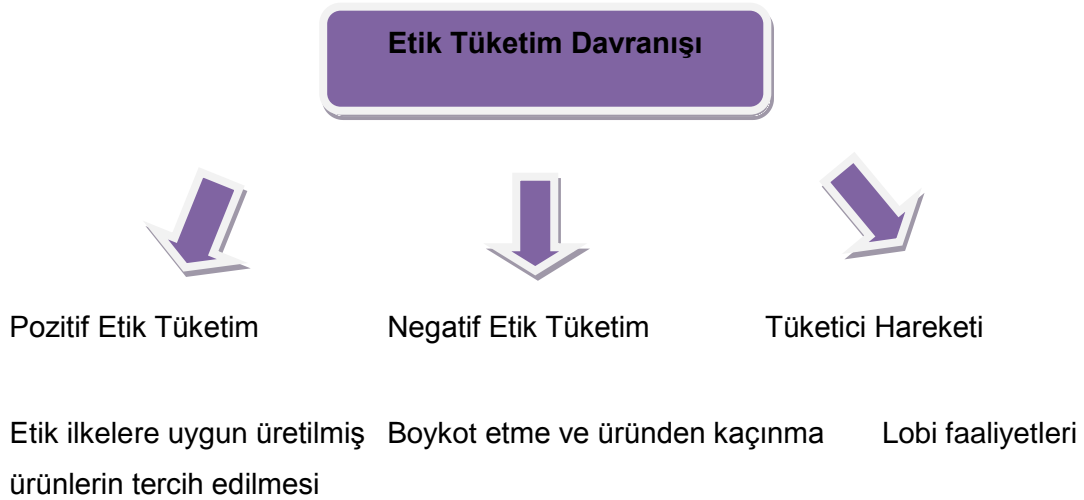 Etik Tüketim Davranışı
Pozitif Etik Tüketim
Negatif Etik Tüketim
Tüketici Hareketi
Etik ilkelere uygun üretilmiş
ürünlerin tercih edilmesi
Boykot etme ve üründen kaçınma
Lobi faaliyetleri